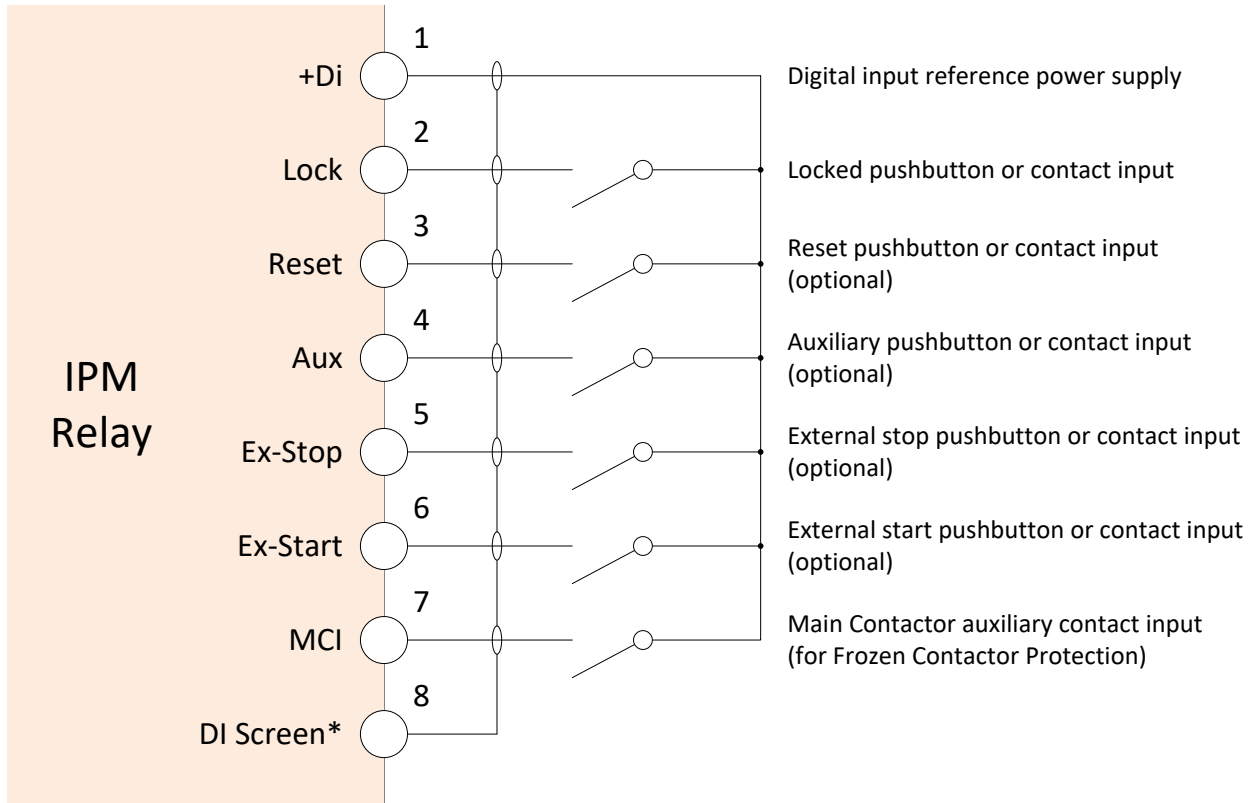 1
+Di
Digital input reference power supply
2
Lock
Locked pushbutton or contact input
3
Reset
Reset pushbutton or contact input
(optional)
4
Aux
Auxiliary pushbutton or contact input
(optional)
IPM
Relay
5
Ex-Stop
External stop pushbutton or contact input
(optional)
6
Ex-Start
External start pushbutton or contact input
(optional)
7
MCI
Main Contactor auxiliary contact input
(for Frozen Contactor Protection)
8
DI Screen*